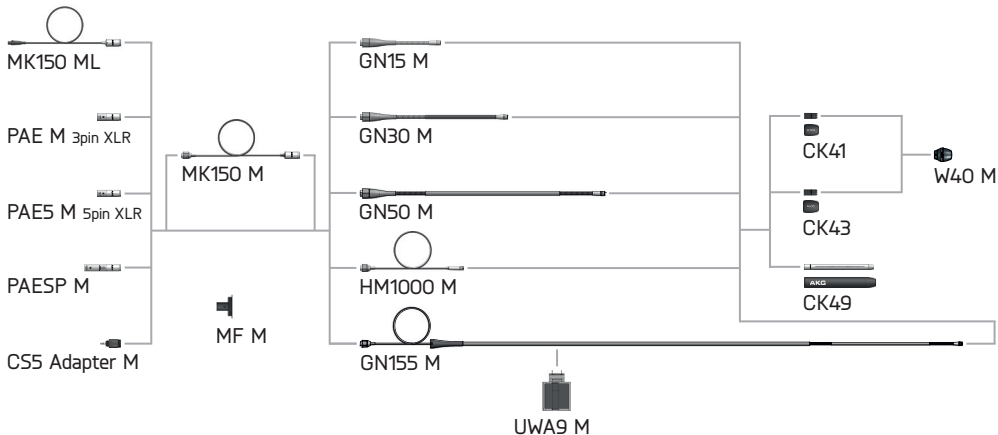 MK150 ML
PAE M 3pin XLR
PAE5 M 5pin XLR
PAESP M
CS5 Adapter M
MK150 M
MF M
GN15 M
GN30 M
GN50 M
HM1000 M
GN155 M
UWA9 M
CK41
CK43
AKG
CK49
W40 M